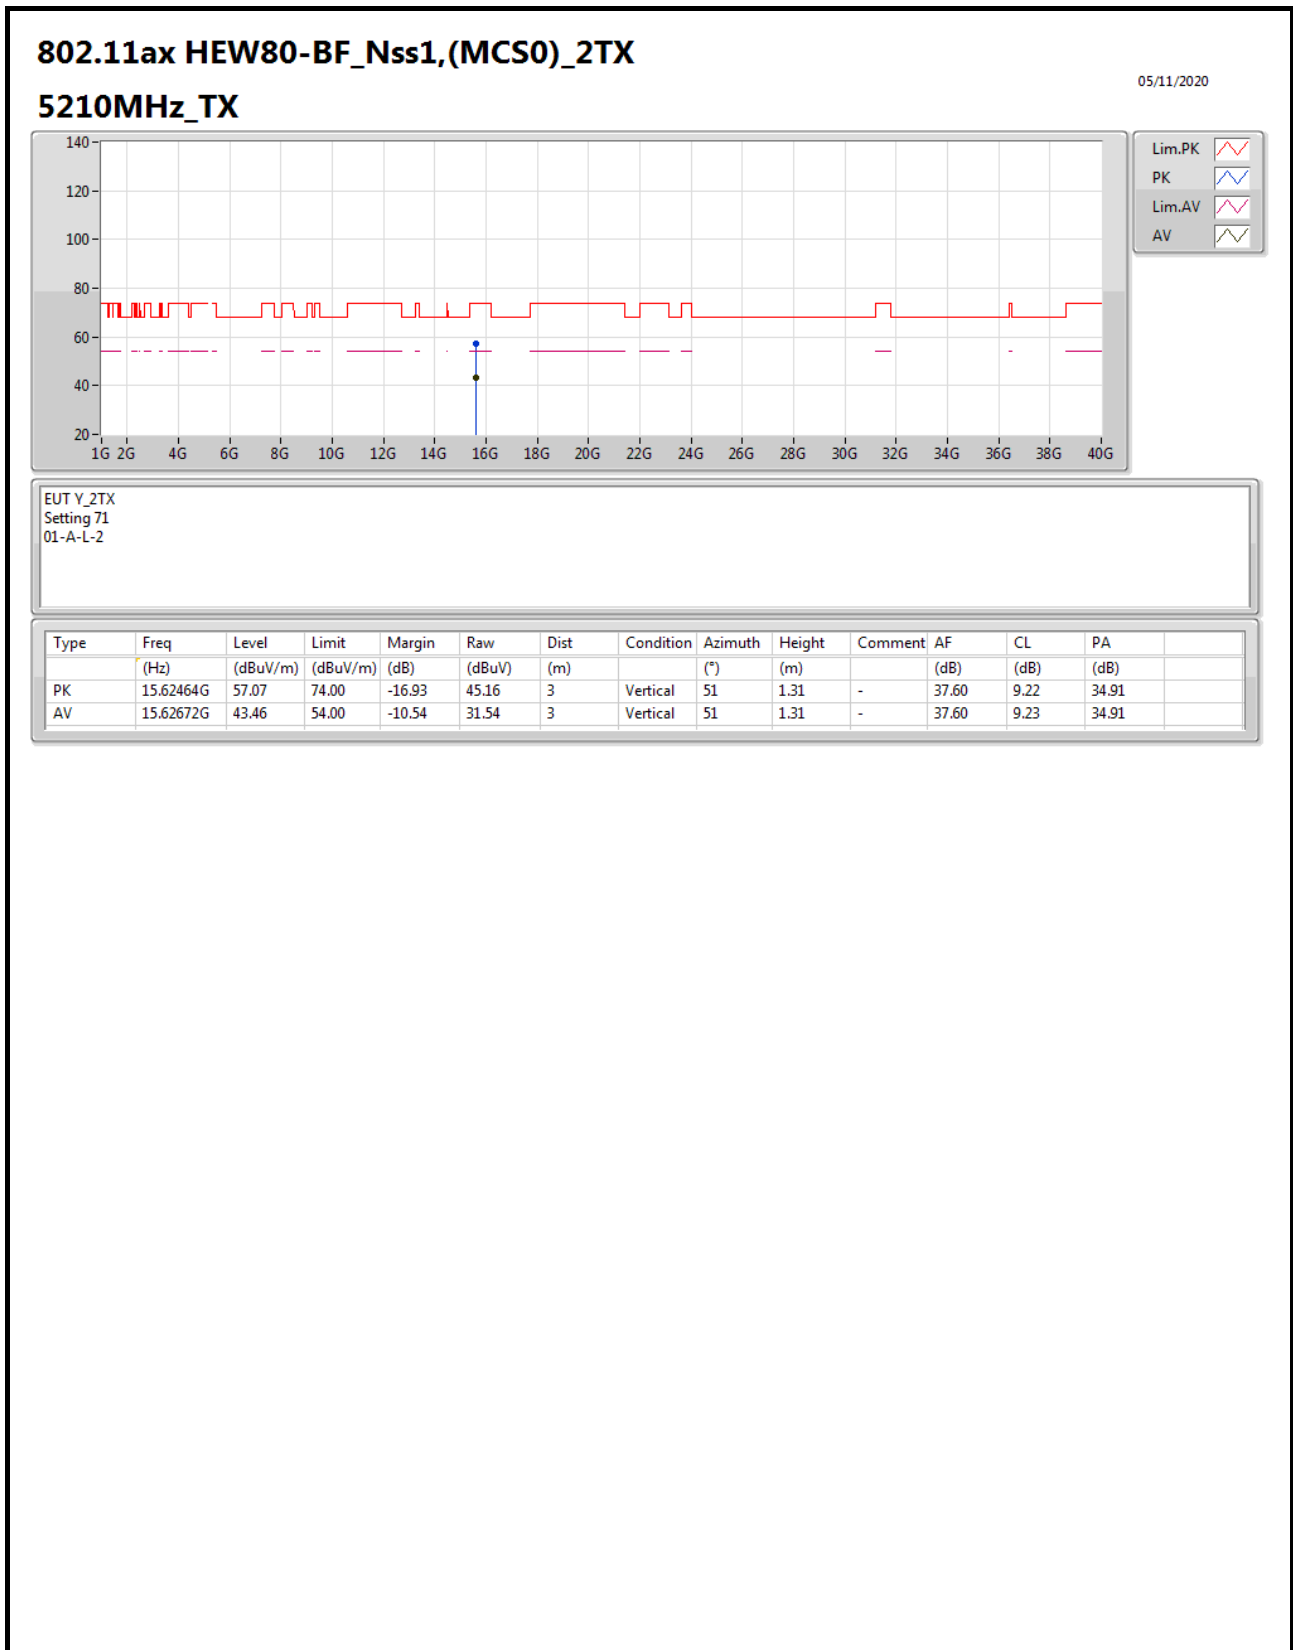 802.11ax HEW80-BF_Nss1,(MCS0)_2TX
05/11/2020
5210MHz_TX
140
120
100
80
60
40
20
1G 2G 4G 6G 8G 10G 12G 14G 16G 18G 20G 22G 24G 26G 28G 30G 32G 34G 36G 38G 40G
Lim.PK
PK
Lim.AV
AV
EUT Y_2TX
Setting 71
01-A-L-2
Type Freq Level Limit Margin Raw Dist Condition Azimuth Height Comment AF CL PA
(Hz) (dBuV/m) (dBuV/m) (dB) (dBuV) (m) (°) (m) (dB) (dB) (dB)
PK 15.62464G 57.07 74.00 -16.93 45.16 3 Vertical 51 1.31 - 37.60 9.22 34.91
AV 15.62672G 43.46 54.00 -10.54 31.54 3 Vertical 51 1.31 - 37.60 9.23 34.91